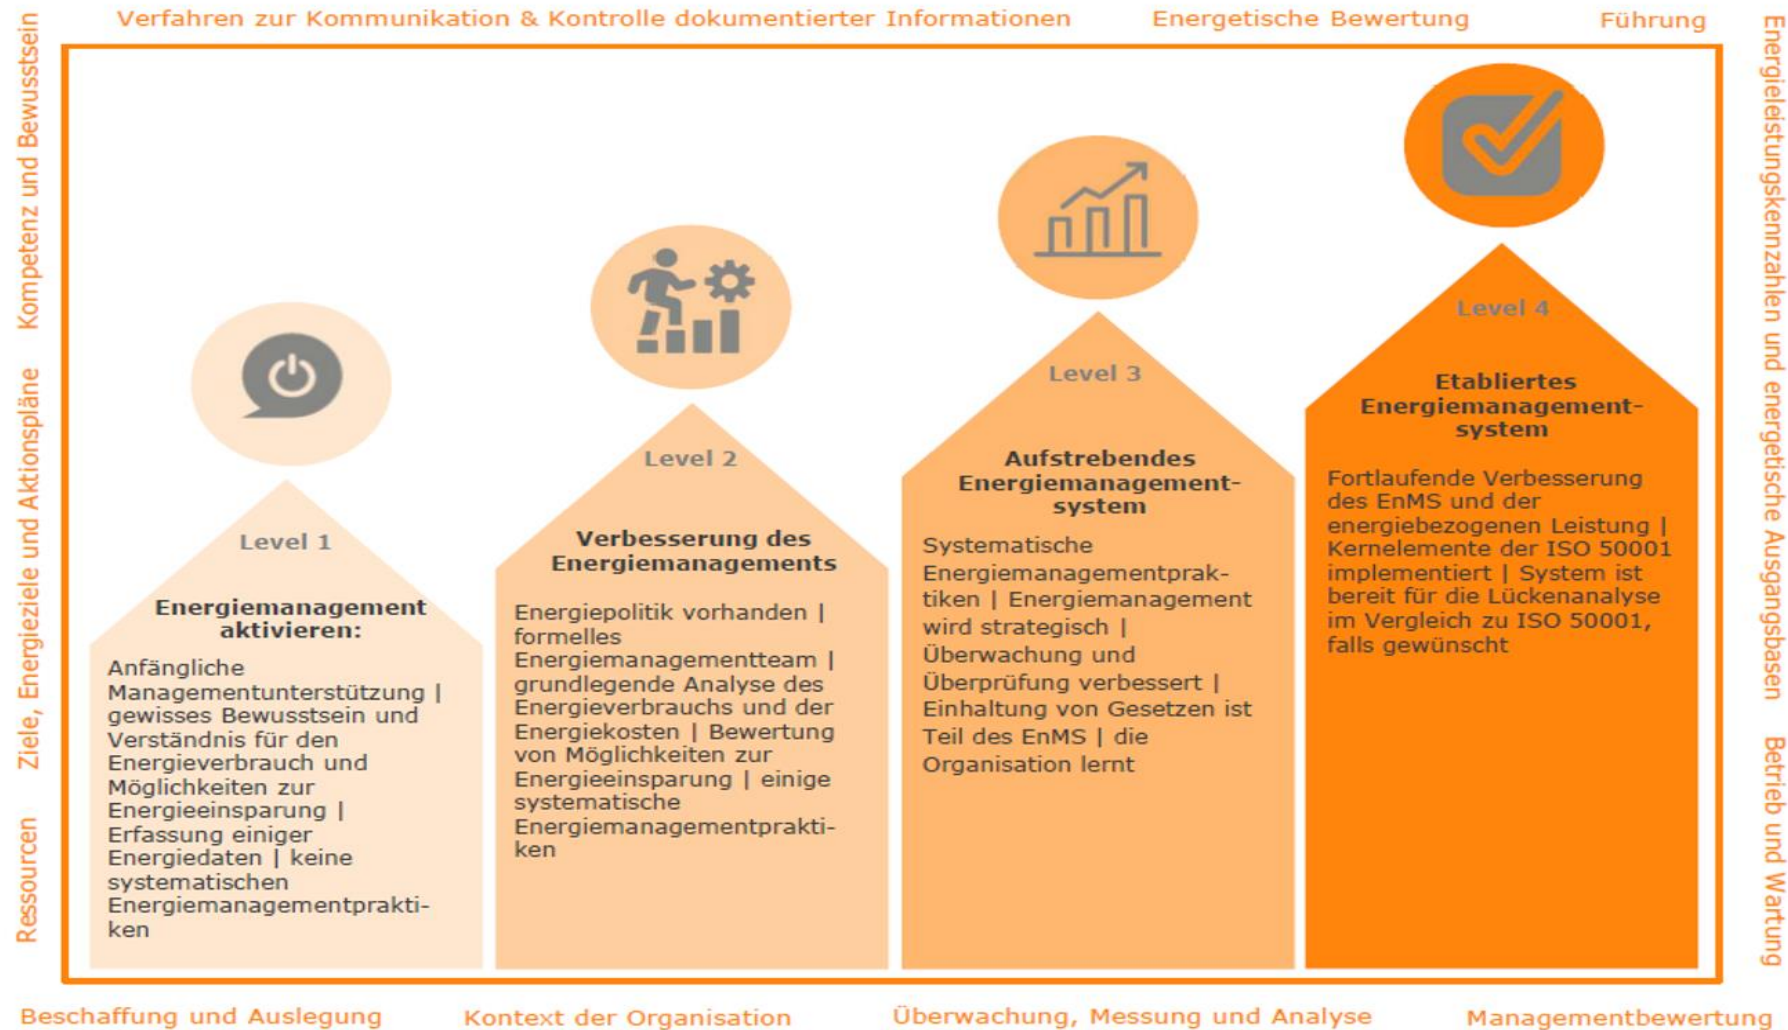 Verfahren zur Kommunikation & Kontrolle dokumentierter Informationen
Energetische Bewertung
Führung
Kompetenz und Bewusstsein
Ziele, Energieziele und Aktionspläne
Ressourcen
Level 1
Energiemanagement
aktivieren:
Anfängliche
Managementunterstützung |
gewisses Bewusstsein und
Verständnis für den
Energieverbrauch und
Möglichkeiten zur
Energieeinsparung |
Erfassung einiger
Energiedaten | keine
systematischen
Energiemanagementprakti-
ken
Level 2
Verbesserung des
Energiemanagements
Energiepolitik vorhanden |
formelles
Energiemanagementteam |
grundlegende Analyse des
Energieverbrauchs und der
Energiekosten | Bewertung
von Möglichkeiten zur
Energieeinsparung | einige
systematische
Energiemanagementprakti-
ken
Level 3
Aufstrebendes
Energiemanagement-
system
Systematische
Energiemanagementprak-
tiken | Energiemanagement
wird strategisch |
Überwachung und
Überprüfung verbessert |
Einhaltung von Gesetzen ist
Teil des EnMS | die
Organisation lernt
Level 4
Etabliertes
Energiemanagement-
system
Fortlaufende Verbesserung
des EnMS und der
energiebezogenen Leistung |
Kernelemente der ISO 50001
implementiert | System ist
bereit für die Lückenanalyse
im Vergleich zu ISO 50001,
falls gewünscht
Energieleistungskennzahlen und energetische Ausgangsbasen
Betrieb und Wartung
Beschaffung und Auslegung
Kontext der Organisation
Überwachung, Messung und Analyse
Managementbewertung